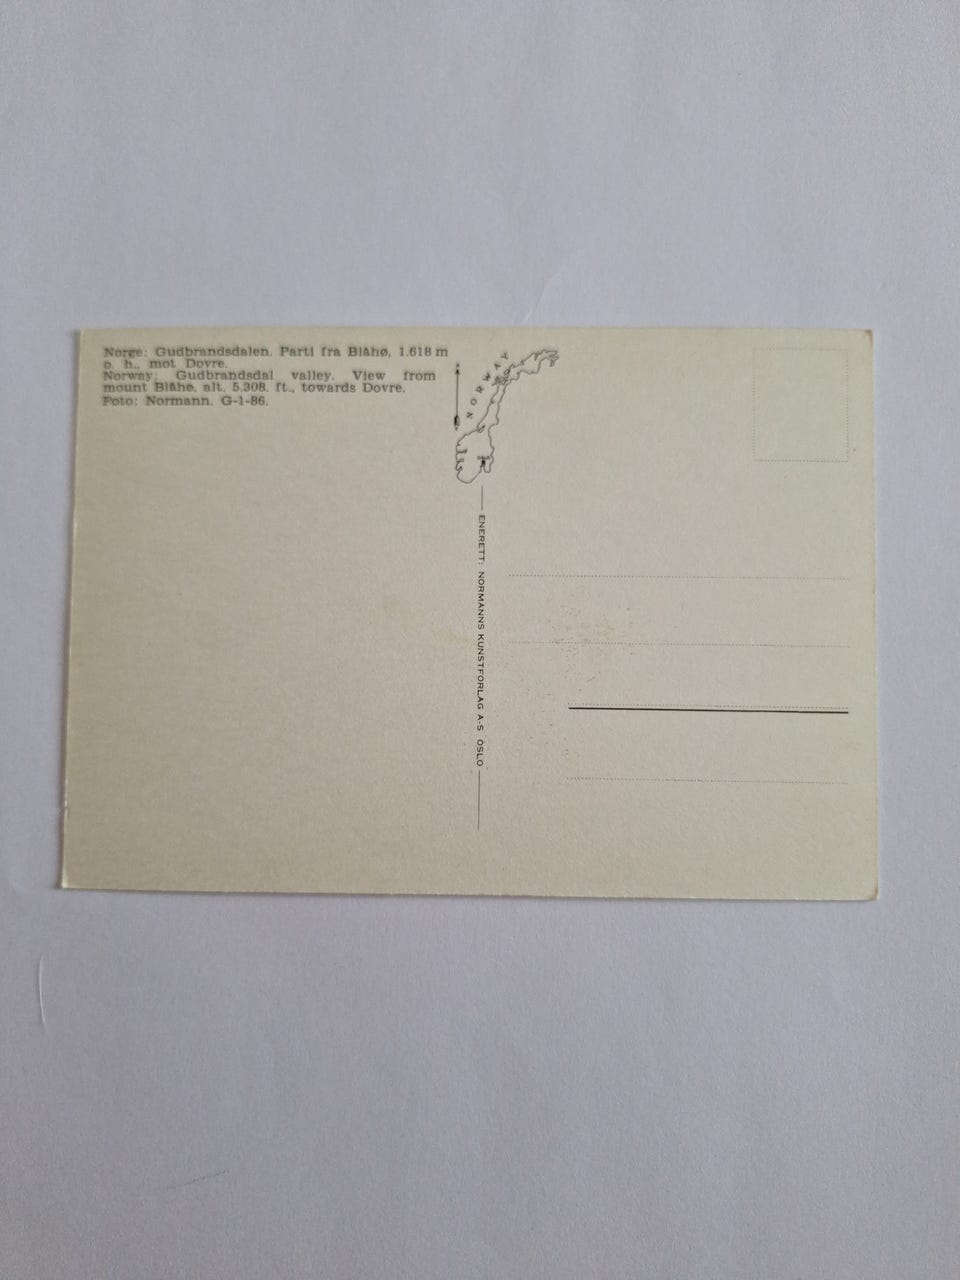 Norge: Gudbrandsdalen. Parti fra Blåhø, 1.618 m
o. h., mot Dovre.
Norway: Gudbrandsdal valley. View from
mount Blåhø, alt. 5.308. ft., towards Dovre.
Foto: Normann. G-1-86.
NORWAY
ENERETT: NORMANNS KUNSTFORLAG A-S OSLO